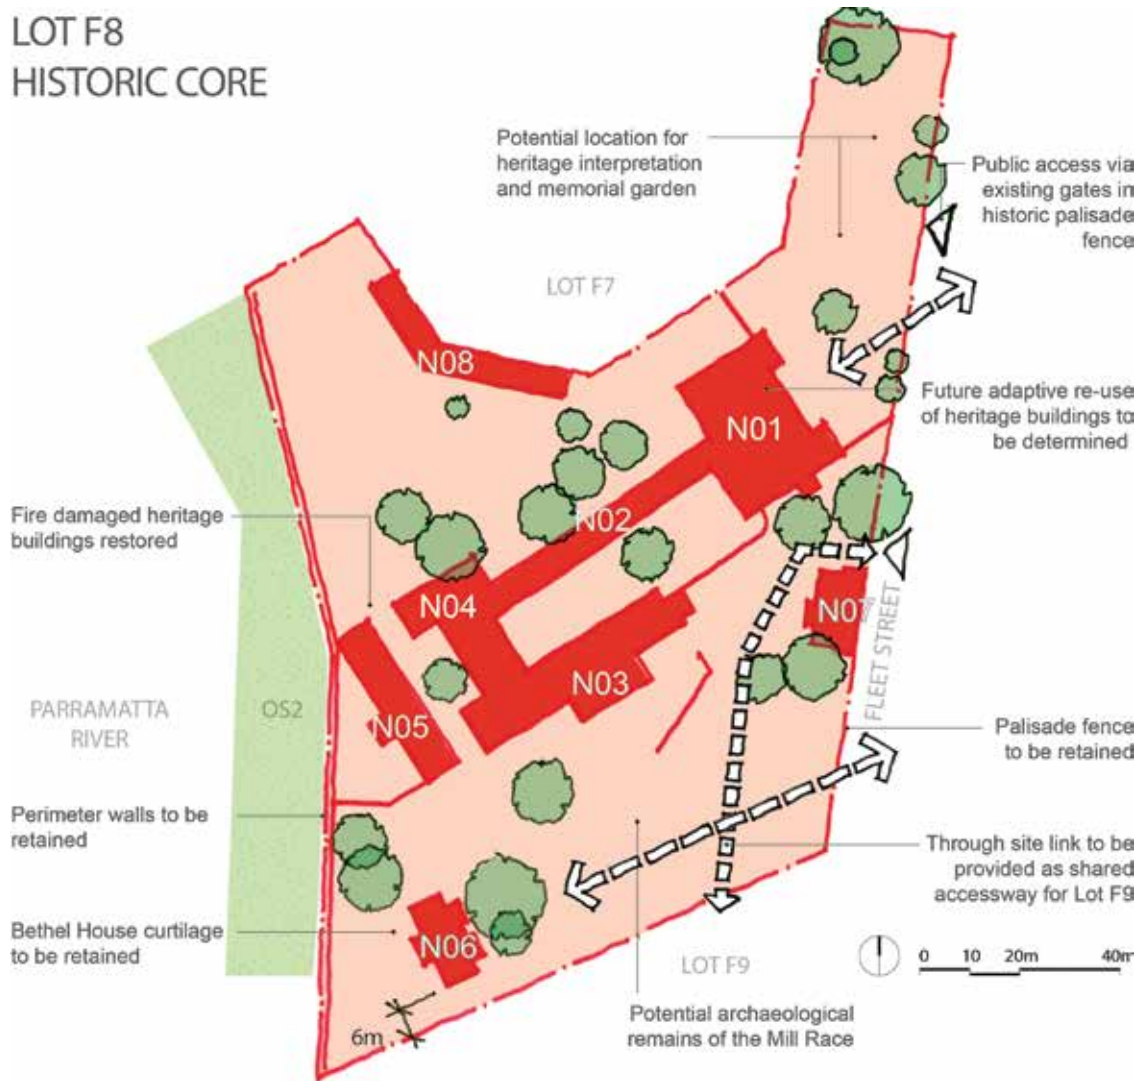 LOT F8
HISTORIC CORE
Potential location for
heritage interpretation
and memorial garden
Public access via
existing gates in
historic palisade
fence
LOT F7
N08
N01
Future adaptive re-use
of heritage buildings to
be determined
Fire damaged heritage
buildings restored
N02
N04
N07
N03
N05
FLEET STREET
PARRAMATTA
RIVER
OS2
Palisade fence
to be retained
Perimeter walls to be
retained
Through site link to be
provided as shared
accessway for Lot F9
Bethel House curtilage
to be retained
N06
LOT F9
0 10 20m 40m
Potential archaeological
remains of the Mill Race
6m